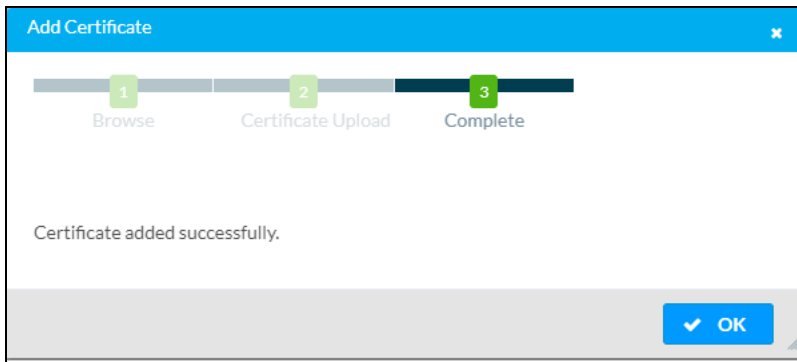 Add Certificate
1
2
3
Browse
Certificate Upload
Complete
Certificate added successfully.
OK